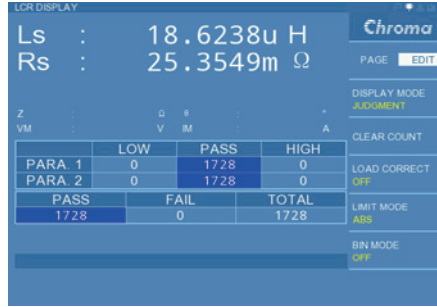 LCR DISPLAY
Chroma
Ls : 18.6238u H
Rs : 25.3549m Ω
PAGE EDIT
DISPLAY MODE
JUDGMENT
Z : Ω θ : °
VM : V IM : A
CLEAR COUNT
LOW PASS HIGH
PARA. 1 0 1728 0
PARA. 2 0 1728 0
LOAD CORRECT
OFF
PASS FAIL TOTAL
1728 0 1728
LIMIT MODE
ABS
BIN MODE
OFF